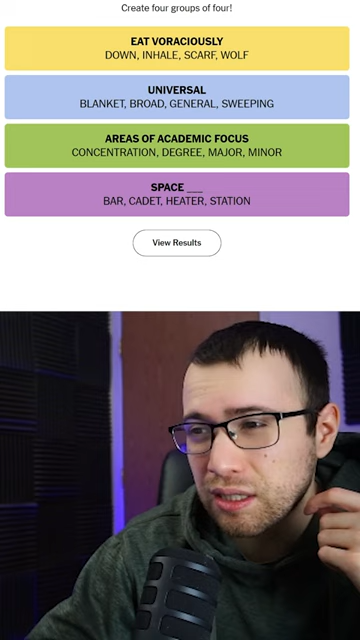 Create four groups of four!
EAT VORACIOUSLY
DOWN, INHALE, SCARF, WOLF
UNIVERSAL
BLANKET, BROAD, GENERAL, SWEEPING
AREAS OF ACADEMIC FOCUS
CONCENTRATION, DEGREE, MAJOR, MINOR
SPACE ___
BAR, CADET, HEATER, STATION
View Results